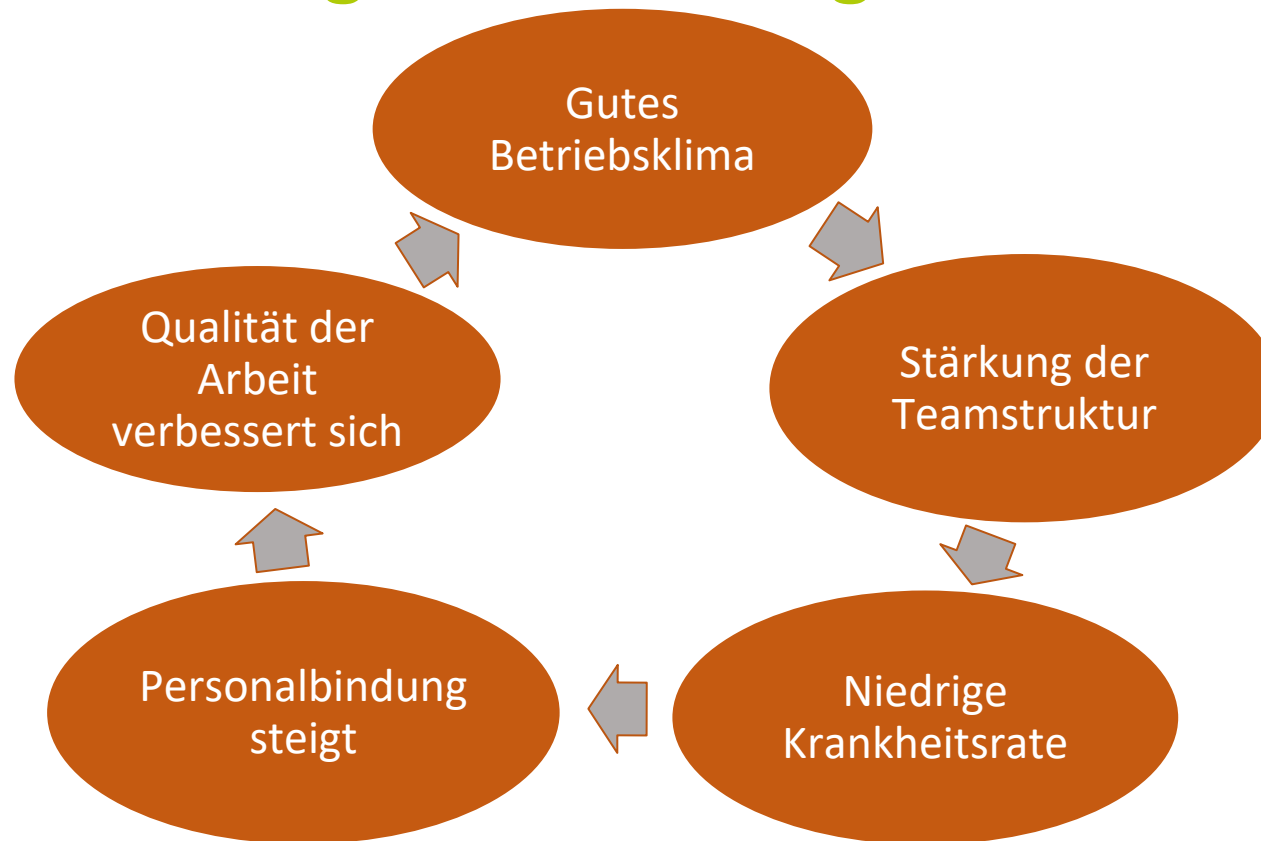 Gutes
Betriebsklima
Stärkung der
Teamstruktur
Niedrige
Krankheitsrate
Personalbindung
steigt
Qualität der
Arbeit
verbessert sich